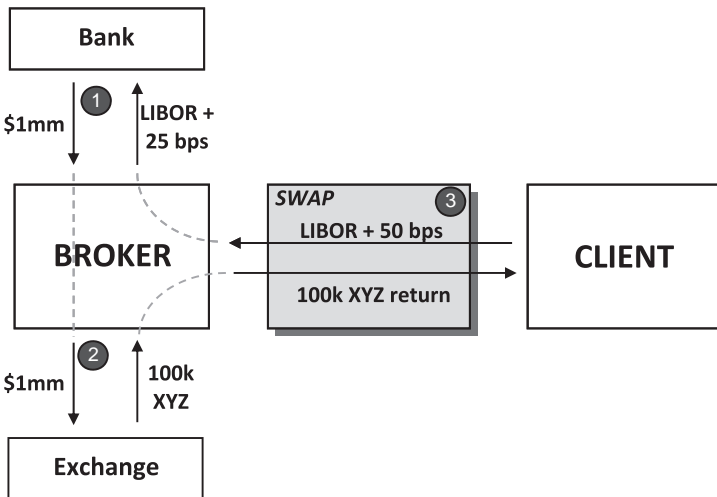 Bank
1
$1mm
LIBOR +
25 bps
SWAP
3
LIBOR + 50 bps
BROKER
CLIENT
100k XYZ return
2
$1mm
100k
XYZ
Exchange